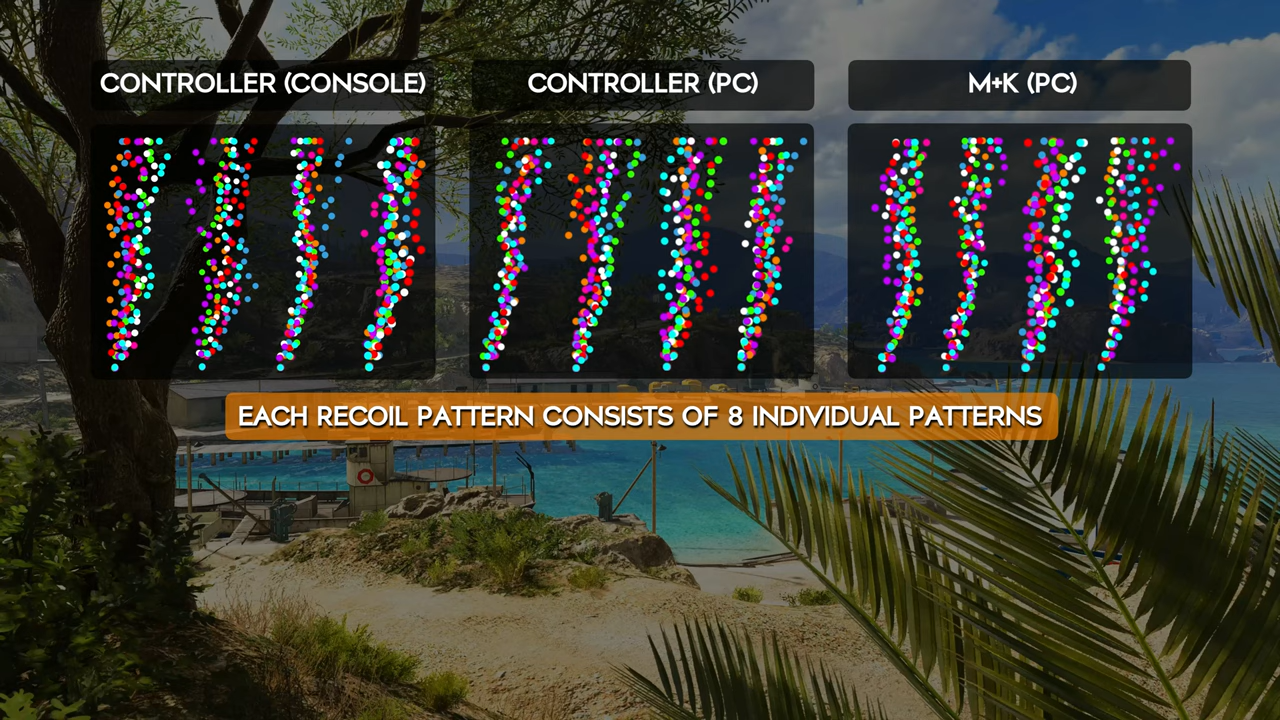 CONTROLLER (CONSOLE)
CONTROLLER (PC)
M+K (PC)
EACH RECOIL PATTERN CONSISTS OF 8 INDIVIDUAL PATTERNS